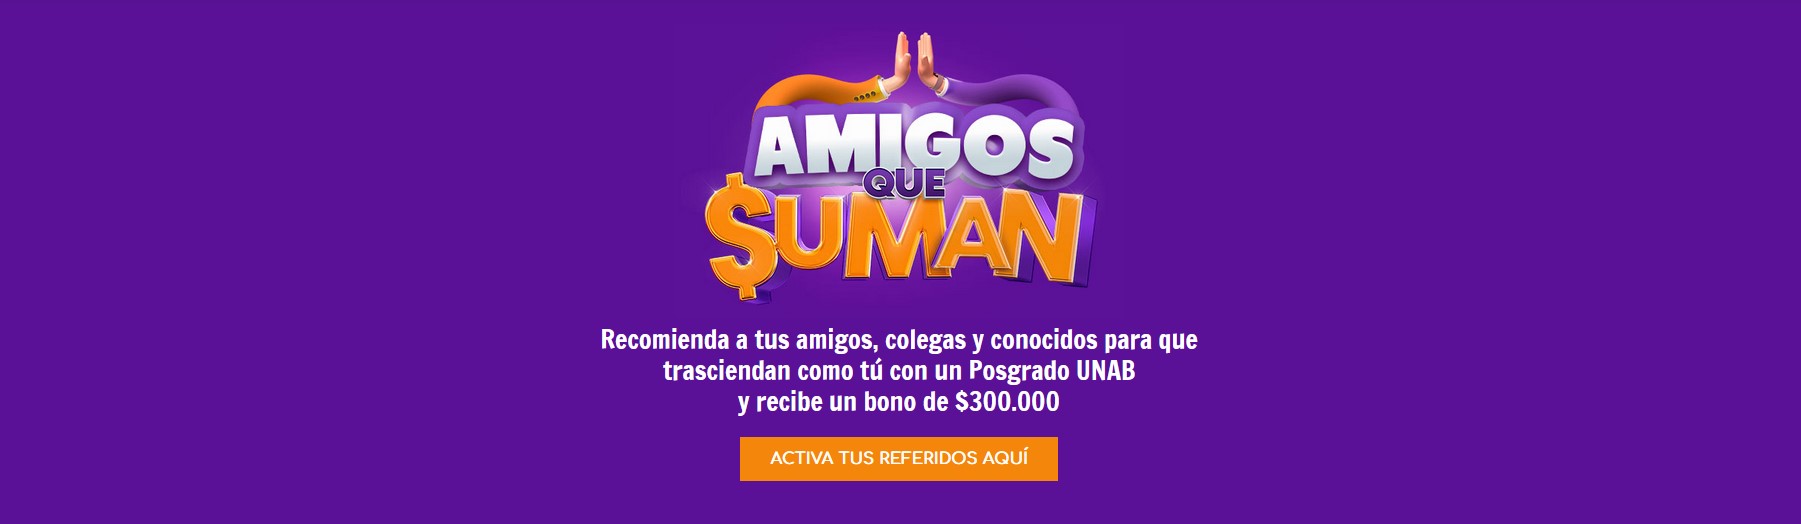 AMIGOS
QUE
$UMAN
Recomienda a tus amigos, colegas y conocidos para que
trasciendan como tú con un Posgrado UNAB
y recibe un bono de $300.000
ACTIVA TUS REFERIDOS AQUÍ